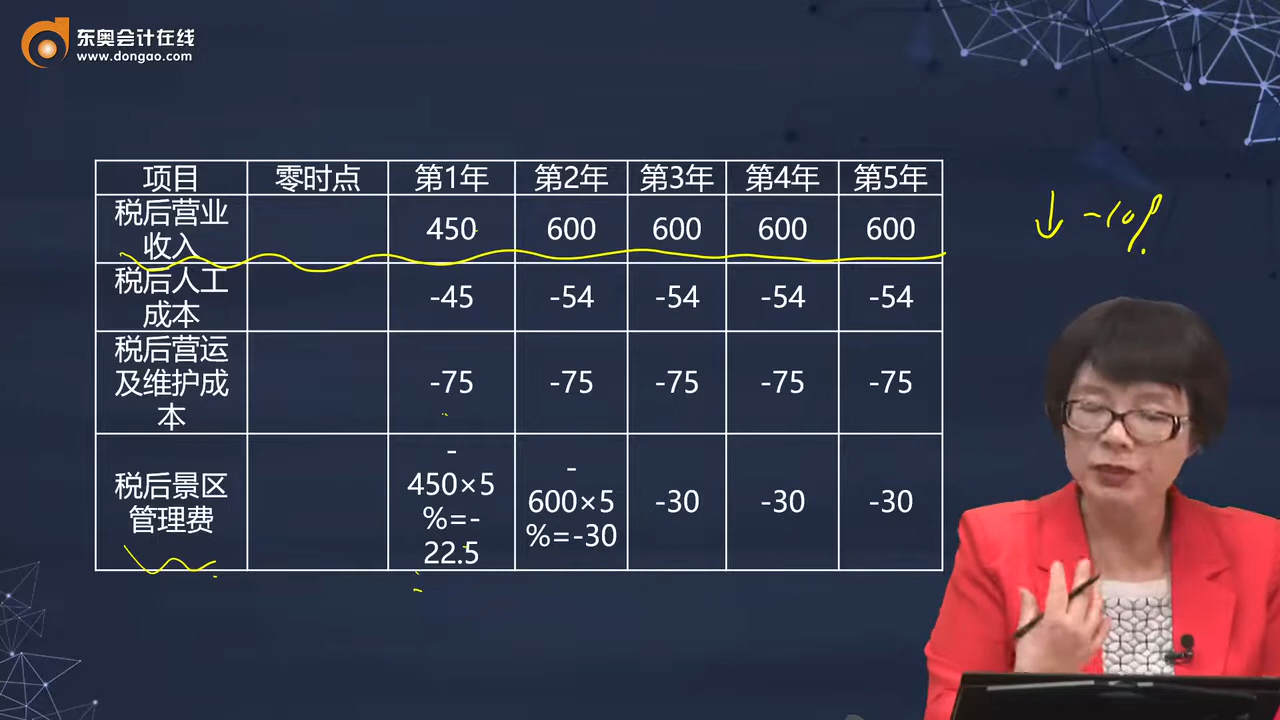 东奥会计在线
www.dongao.com
项目 零时点 第1年 第2年 第3年 第4年 第5年
税后营业
收入 450 600 600 600 600
税后人工
成本 -45 -54 -54 -54 -54
税后营运
及维护成
本 -75 -75 -75 -75 -75
税后景区
管理费
-
450×5
%=-
22.5
-
600×5
%=-30
-30 -30 -30
↓ -10%